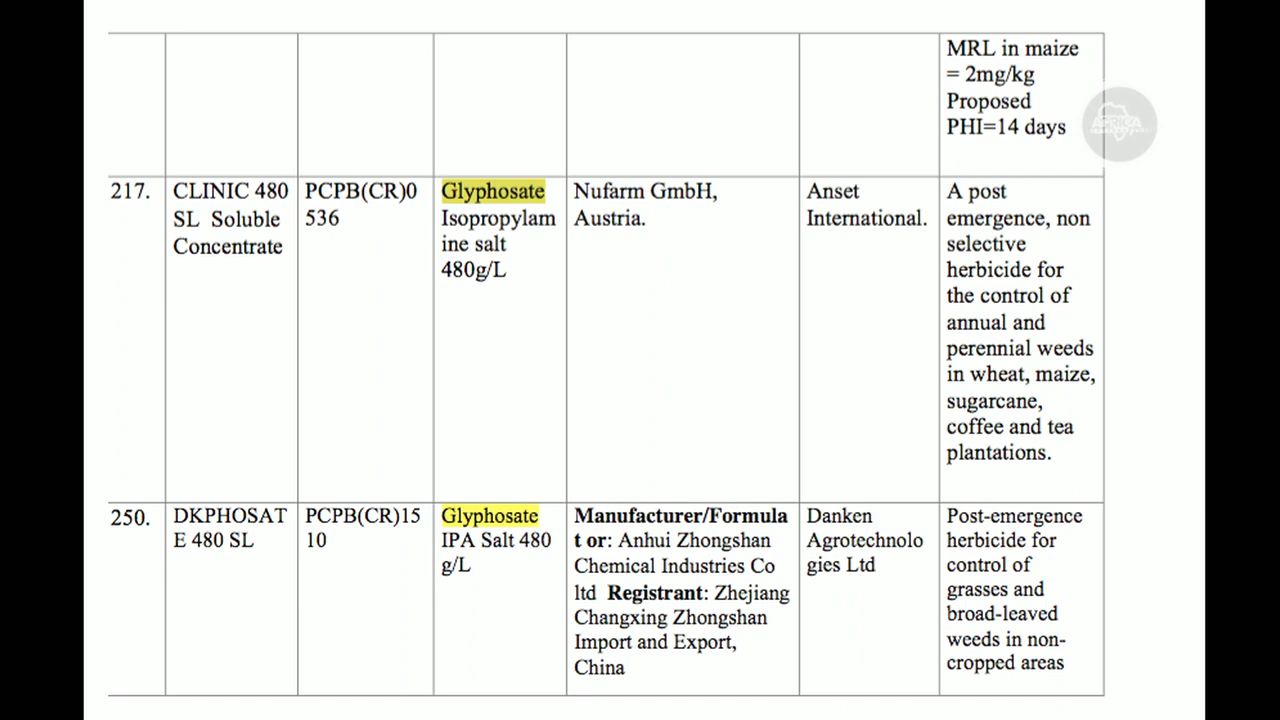 MRL in maize
= 2mg/kg
Proposed
PHI=14 days
AFRIKA
217.
CLINIC 480
SL Soluble
Concentrate
PCPB(CR)0
536
Glyphosate
Isopropylam
ine salt
480g/L
Nufarm GmbH,
Austria.
Anset
International.
A post
emergence, non
selective
herbicide for
the control of
annual and
perennial weeds
in wheat, maize,
sugarcane,
coffee and tea
plantations.
250.
DKPHOSAT
E 480 SL
PCPB(CR)15
10
Glyphosate
IPA Salt 480
g/L
Manufacturer/Formula
t or: Anhui Zhongshan
Chemical Industries Co
ltd Registrant: Zhejiang
Changxing Zhongshan
Import and Export,
China
Danken
Agrotechnolo
gies Ltd
Post-emergence
herbicide for
control of
grasses and
broad-leaved
weeds in non-
cropped areas